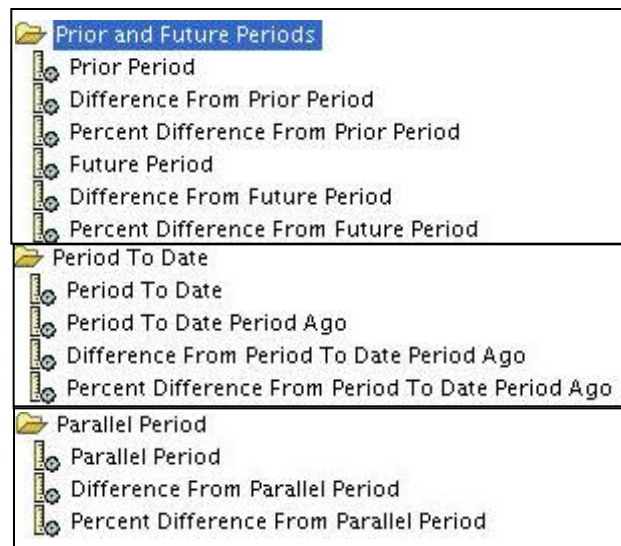 Prior and Future Periods
Prior Period
Difference From Prior Period
Percent Difference From Prior Period
Future Period
Difference From Future Period
Percent Difference From Future Period
Period To Date
Period To Date
Period To Date Period Ago
Difference From Period To Date Period Ago
Percent Difference From Period To Date Period Ago
Parallel Period
Parallel Period
Difference From Parallel Period
Percent Difference From Parallel Period